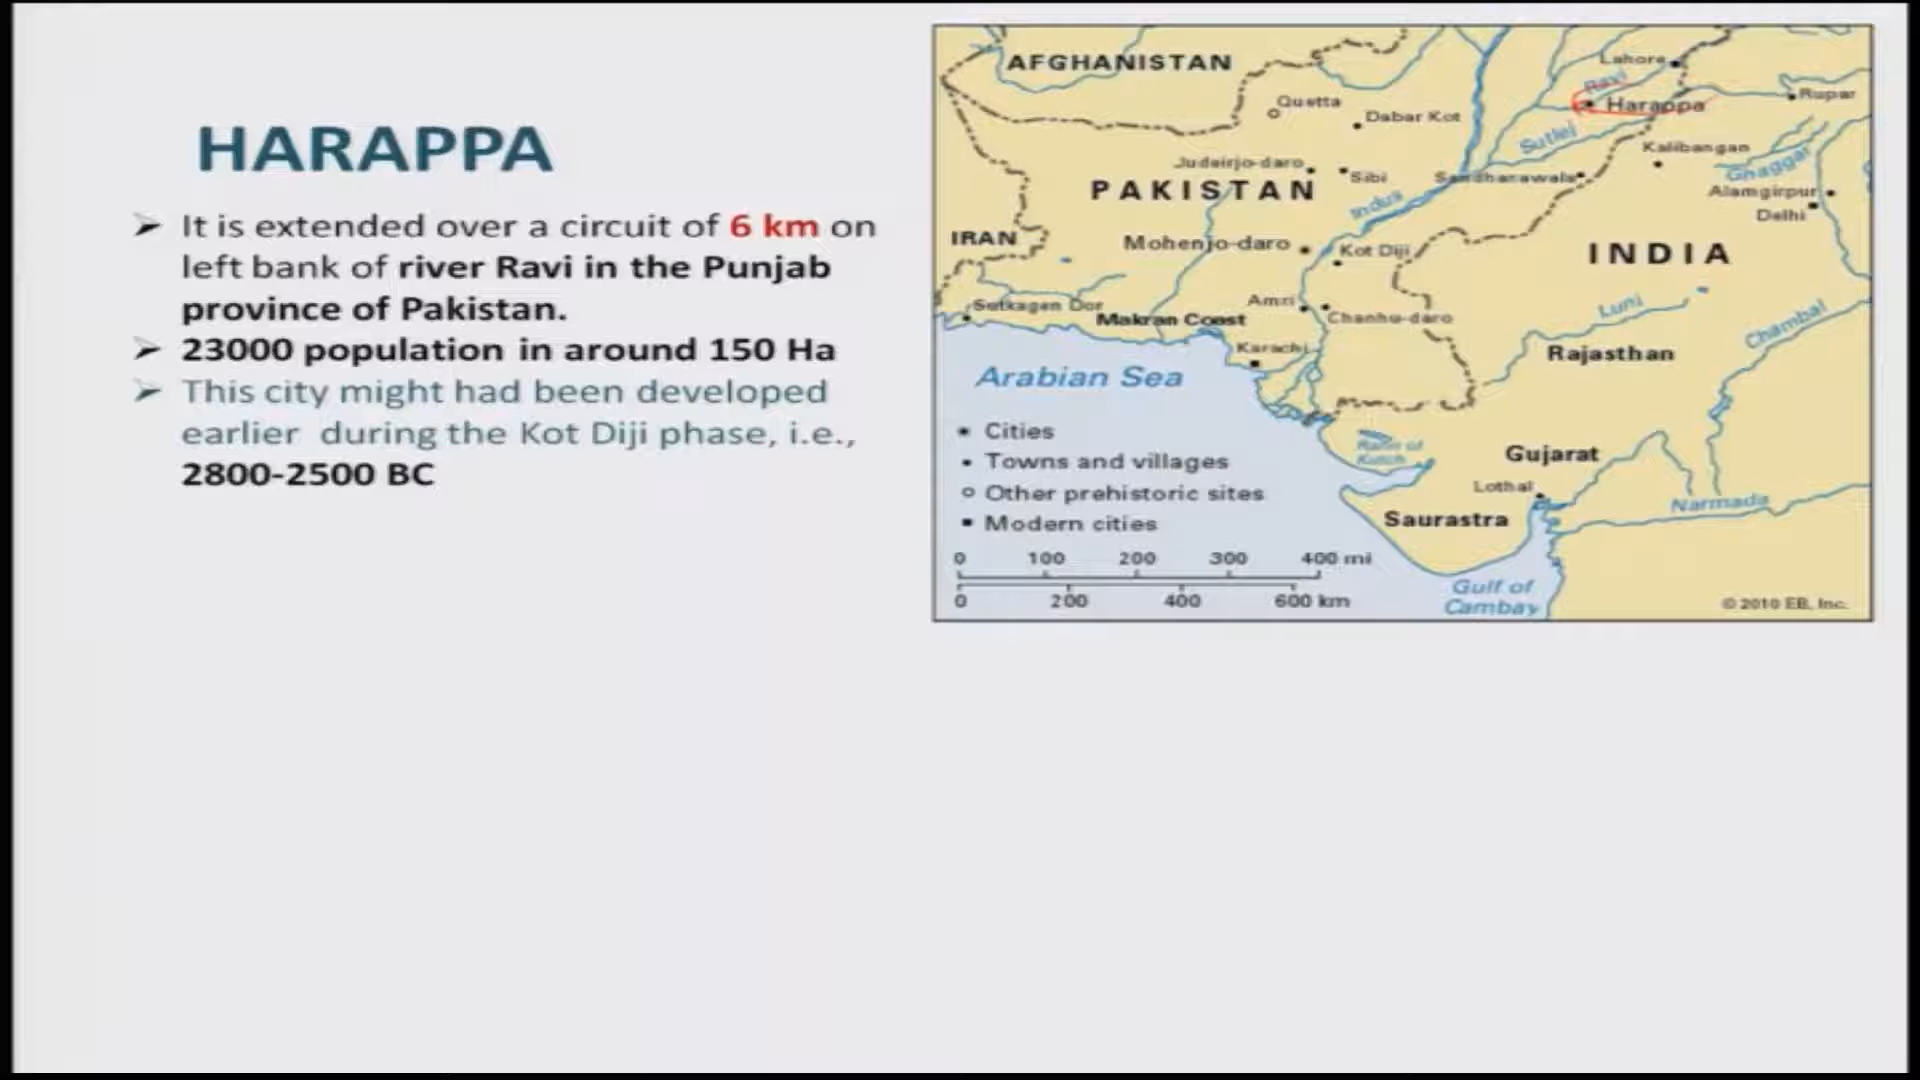 HARAPPA
It is extended over a circuit of 6 km on
left bank of river Ravi in the Punjab
province of Pakistan.
23000 population in around 150 Ha
This city might had been developed
earlier during the Kot Diji phase, i.e.,
2800-2500 BC
AFGHANISTAN
Lahore
Ravi
Harappa
Rupar
Quetta
Dabar Kot
Sutlej
Kalibangan
Ghaggar
Judeirjo-daro
Sibi
Sandhanawala
Alamgirpur
PAKISTAN
Indus
Delhi
IRAN
Mohenjo-daro
Kot Diji
INDIA
Sutkagen Dor
Amri
Luni
Makran Coast
Chanhu-daro
Chambal
Karachi
Rajasthan
Arabian Sea
Cities
Rann of
Kutch
Gujarat
Towns and villages
Lothal
Other prehistoric sites
Narmada
Modern cities
Saurastra
0 100 200 300 400 mi
0 200 400 600 km
Gulf of
Cambay
© 2010 EB, Inc.